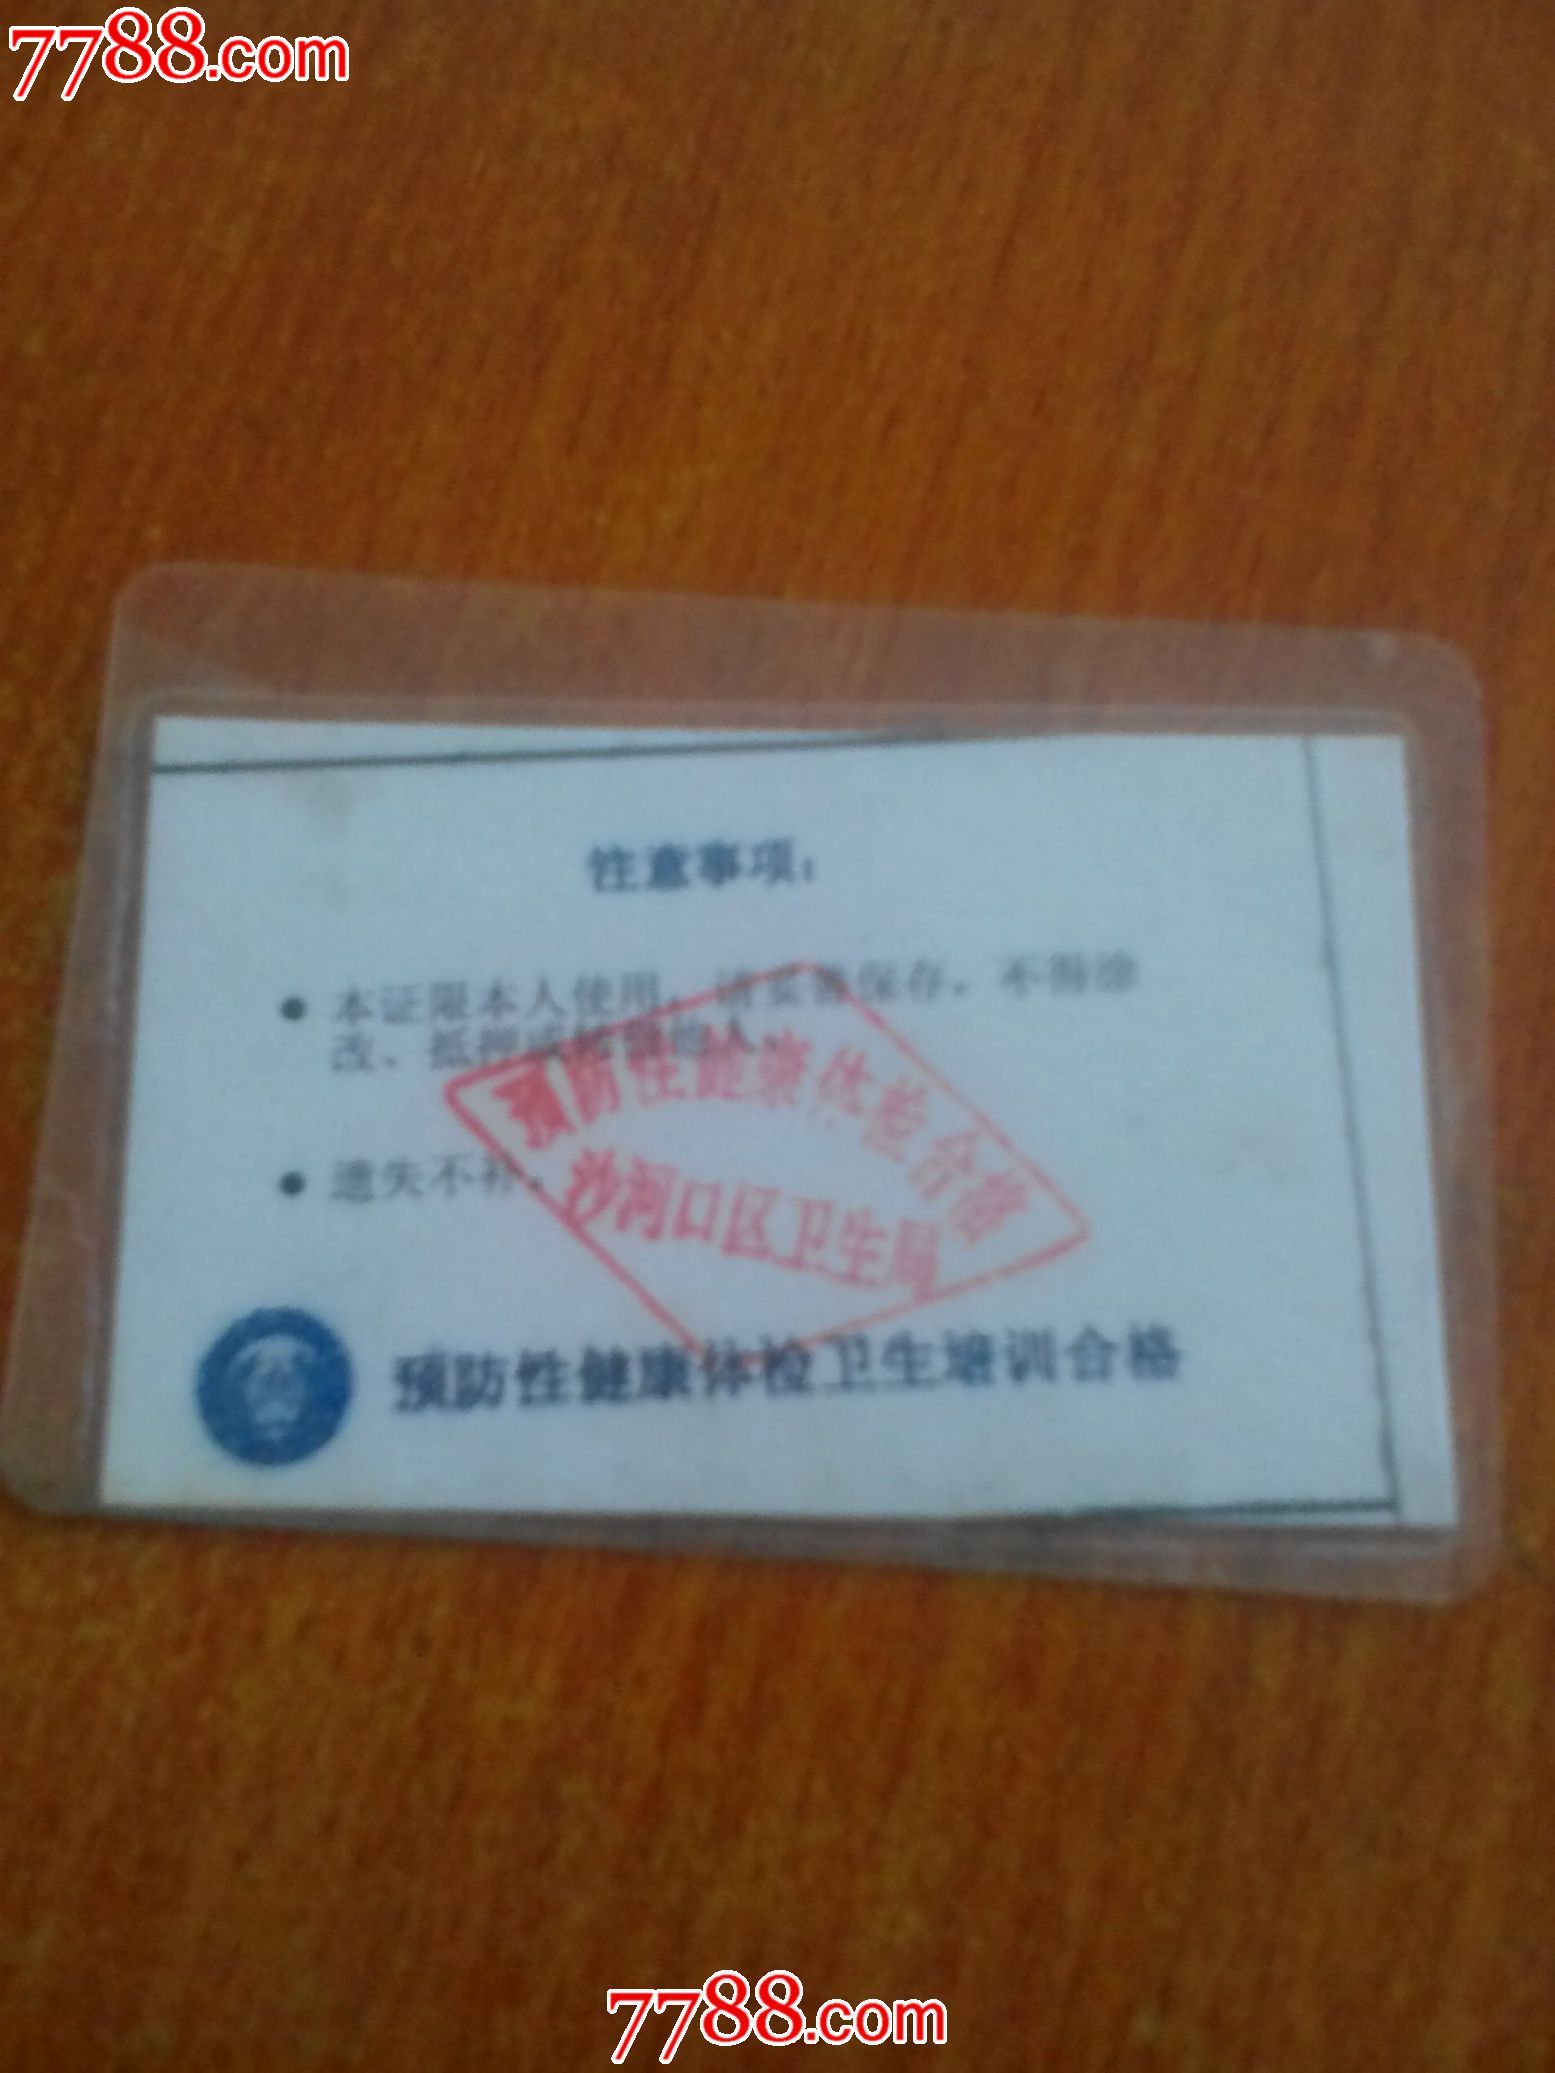 7788.com
注意事项：
● 本证限本人使用，请妥善保存，不得涂
改、抵押或转借他人。
● 遗失不补。
预防性健康体检合格
沙河口区卫生局
预防性健康体检卫生培训合格
7788.com